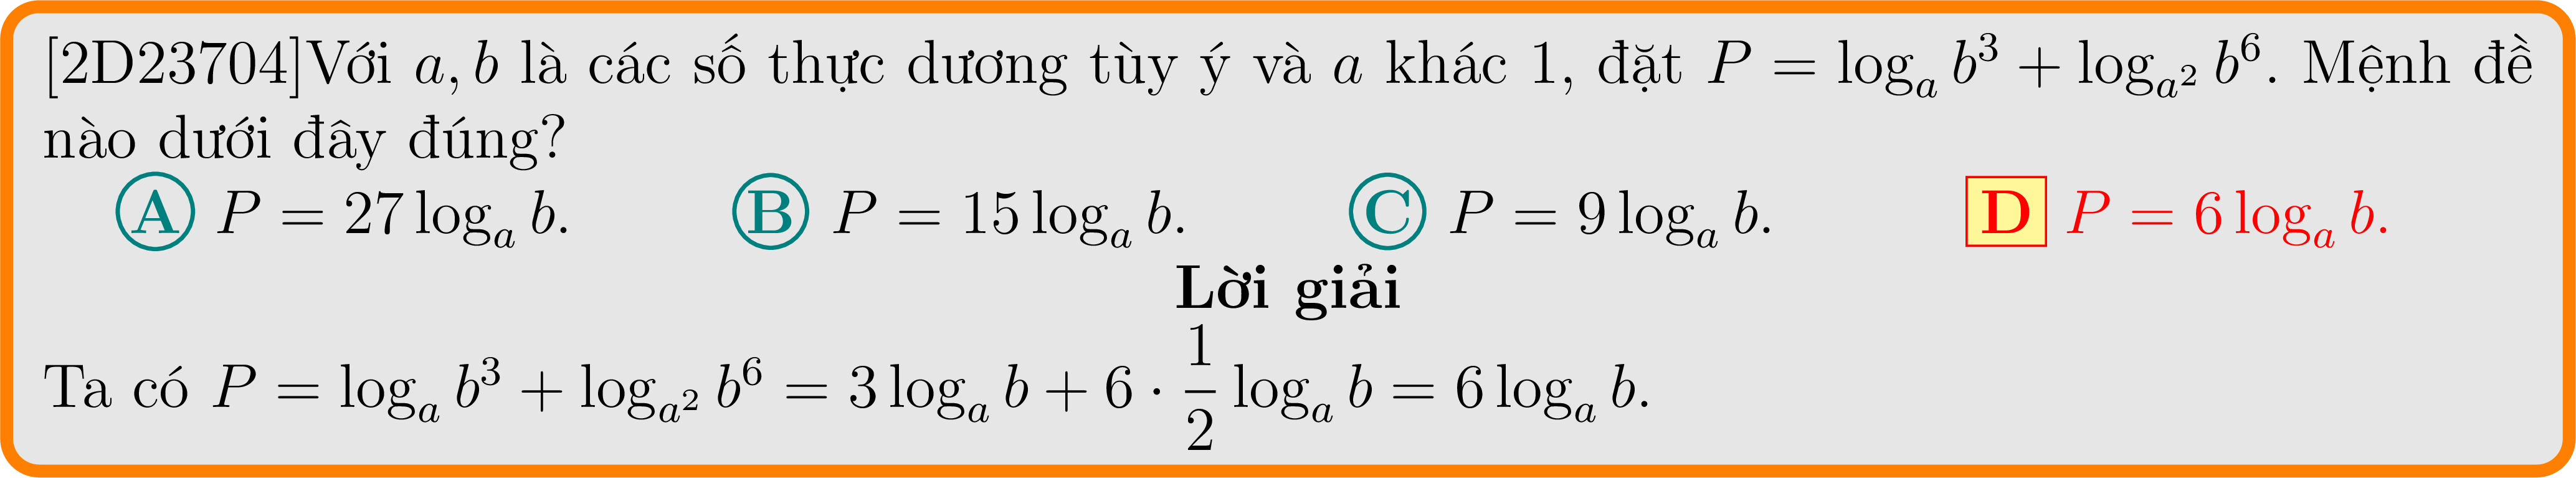 [2D23704]Với a, b là các số thực dương tùy ý và a khác 1, đặt $P = \log_a b^3 + \log_{a^2} b^6$. Mệnh đề
nào dưới đây đúng?
A $P = 27 \log_a b$. B $P = 15 \log_a b$. C $P = 9 \log_a b$. D $P = 6 \log_a b$.
Lời giải
Ta có $P = \log_a b^3 + \log_{a^2} b^6 = 3 \log_a b + 6 \cdot \frac{1}{2} \log_a b = 6 \log_a b$.